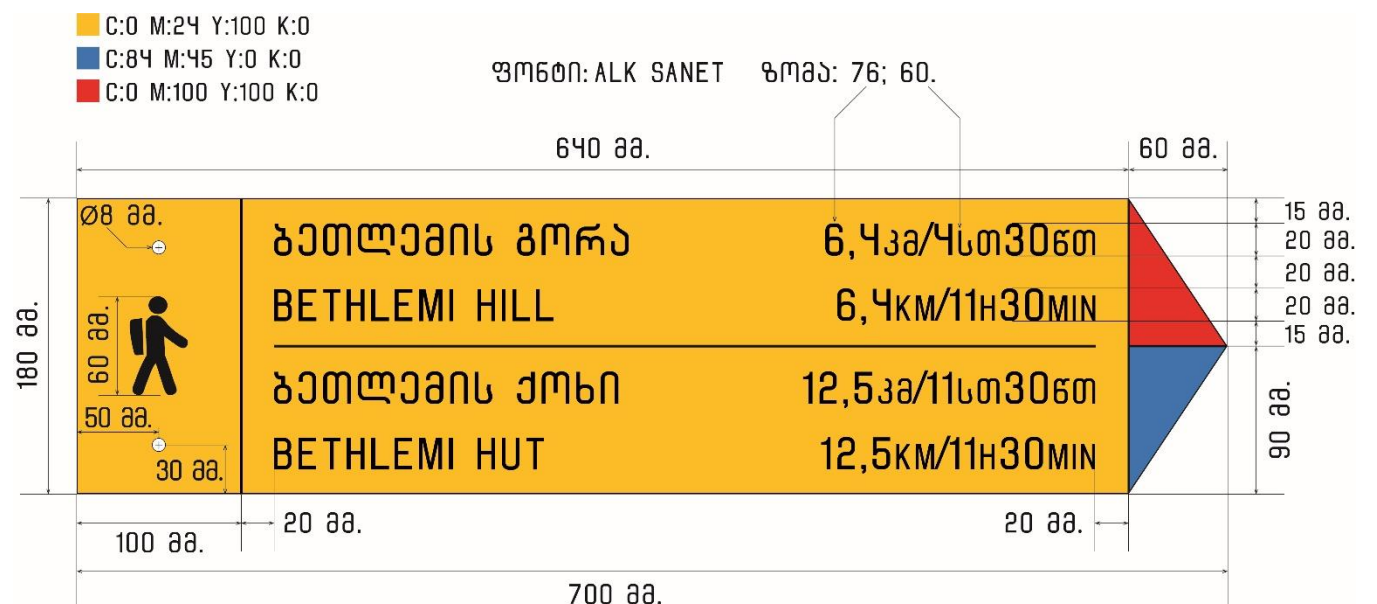 C:0 M:24 Y:100 K:0
C:84 M:45 Y:0 K:0
C:0 M:100 Y:100 K:0
ფონტი: ALK SANET ზომა: 76; 60.
640 მმ. 60 მმ.
Ø8 მმ.
15 მმ.
20 მმ.
20 მმ.
20 მმ.
15 მმ.
ბეთლემის გორა 6,4კმ/4სთ30წთ
BETHLEMI HILL 6,4KM/11H30MIN
180 მმ.
60 მმ.
ბეთლემის ქოხი 12,5კმ/11სთ30წთ
BETHLEMI HUT 12,5KM/11H30MIN
50 მმ.
30 მმ.
90 მმ.
100 მმ. 20 მმ. 20 მმ.
700 მმ.